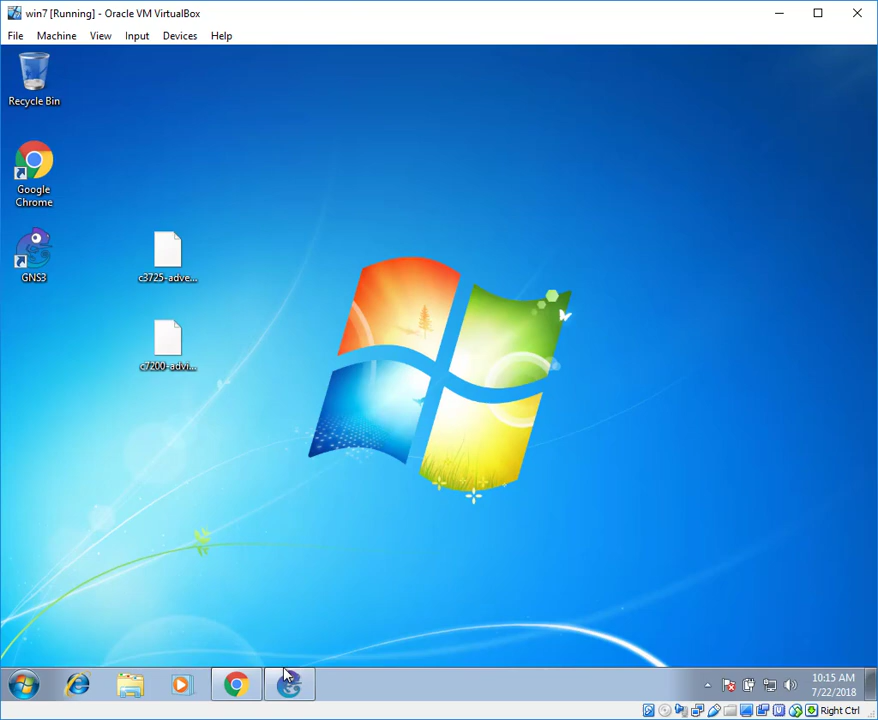 win7 [Running] - Oracle VM VirtualBox
File Machine View Input Devices Help
Recycle Bin
Google
Chrome
GNS3
c3725-adve...
c7200-advi...
10:15 AM
7/22/2018
Right Ctrl